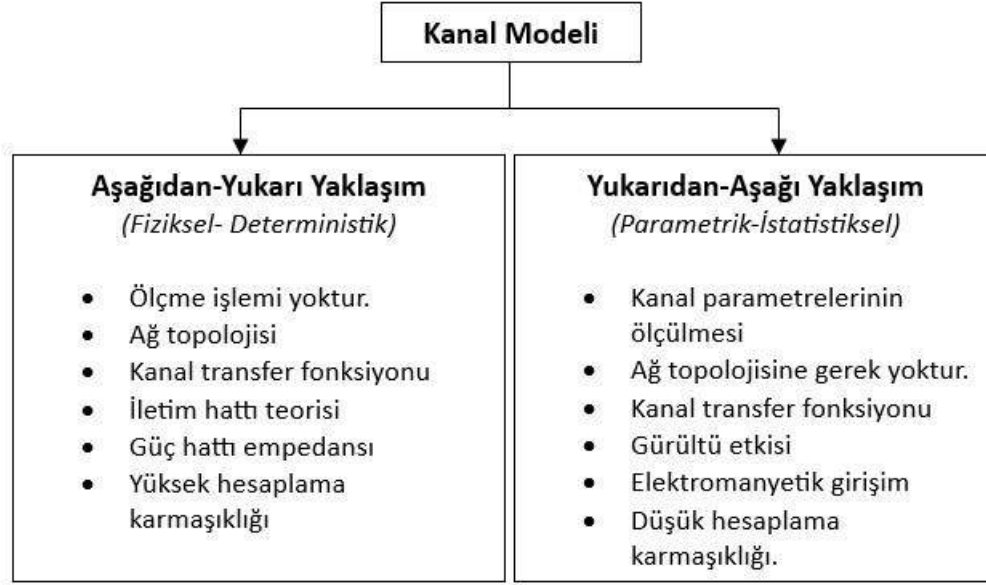 Kanal Modeli
Aşağıdan-Yukarı Yaklaşım
(Fiziksel- Deterministik)
• Ölçme işlemi yoktur.
• Ağ topolojisi
• Kanal transfer fonksiyonu
• İletim hattı teorisi
• Güç hattı empedansı
• Yüksek hesaplama
karmaşıklığı
Yukarıdan-Aşağı Yaklaşım
(Parametrik-İstatistiksel)
• Kanal parametrelerinin
ölçülmesi
• Ağ topolojisine gerek yoktur.
• Kanal transfer fonksiyonu
• Gürültü etkisi
• Elektromanyetik girişim
• Düşük hesaplama
karmaşıklığı.